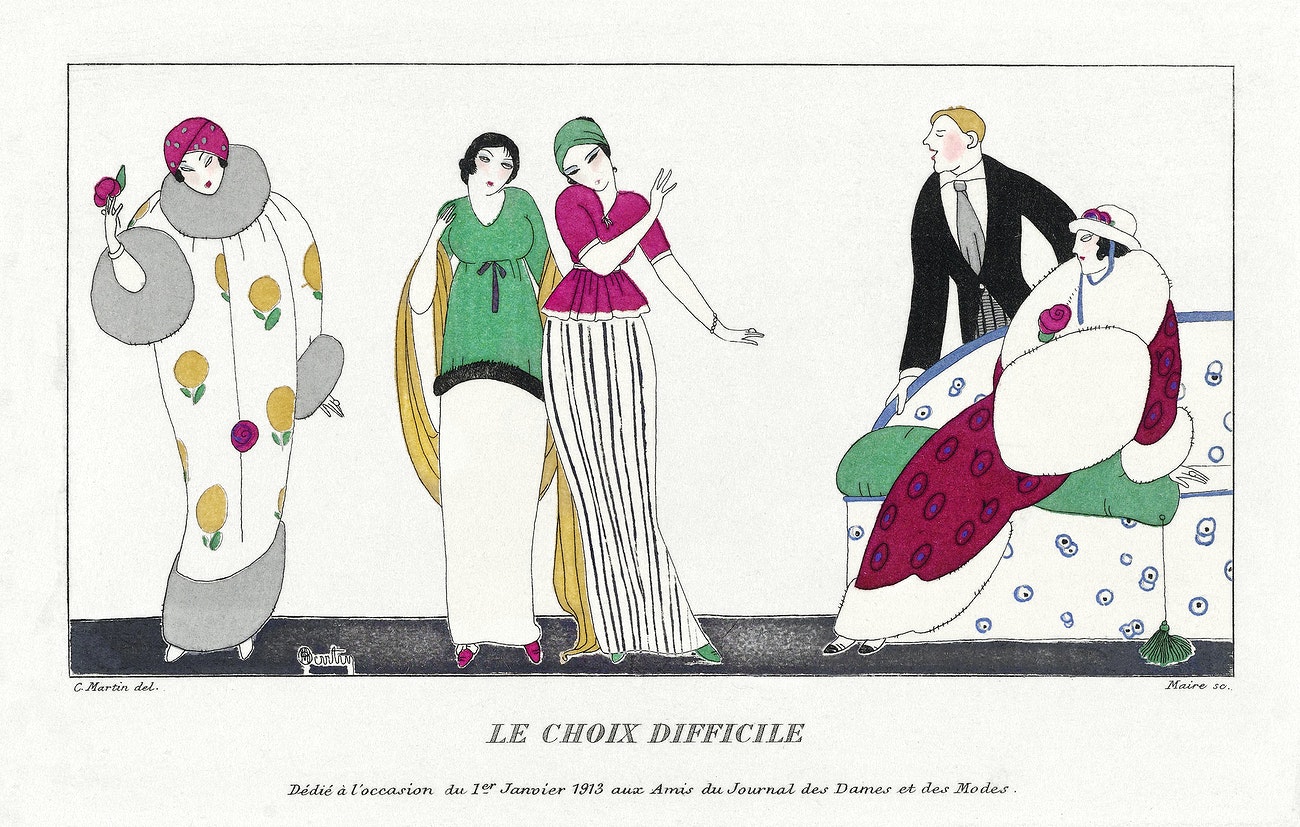 Martin
C. Martin del.
Maire sc.
LE CHOIX DIFFICILE
Dédié à l'occasion du 1er Janvier 1913 aux Amis du Journal des Dames et des Modes.